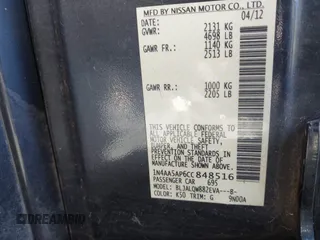 MFD. BY NISSAN MOTOR CO., LTD.
DATE: 04/12
GVWR: 2131 KG
4698 LB
GAWR FR.: 1140 KG
2513 LB
GAWR RR.: 1000 KG
2205 LB
THIS VEHICLE CONFORMS TO ALL
APPLICABLE FEDERAL MOTOR VEHICLE
SAFETY, BUMPER, AND THEFT
PREVENTION STANDARDS IN EFFECT ON
THE DATE OF MANUFACTURE SHOWN
ABOVE.
1N4AA5AP6CC848516
PASSENGER CAR 695
MODEL: BL3ALQWBB2EVA---B-
COLOR: K50 TRIM: G 9N00A